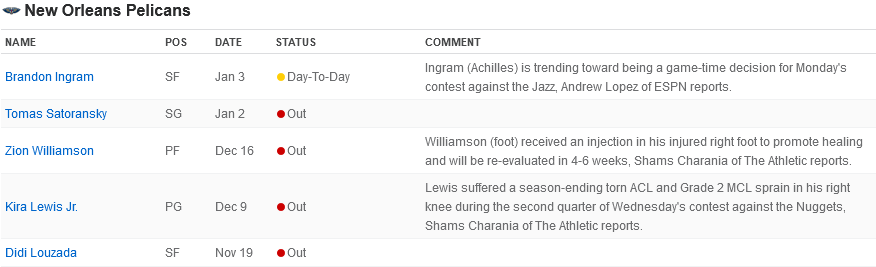 New Orleans Pelicans
NAME POS DATE STATUS COMMENT
Brandon Ingram SF Jan 3 Day-To-Day Ingram (Achilles) is trending toward being a game-time decision for Monday's
contest against the Jazz, Andrew Lopez of ESPN reports.
Tomas Satoransky SG Jan 2 Out
Zion Williamson PF Dec 16 Out Williamson (foot) received an injection in his injured right foot to promote healing
and will be re-evaluated in 4-6 weeks, Shams Charania of The Athletic reports.
Kira Lewis Jr. PG Dec 9 Out Lewis suffered a season-ending torn ACL and Grade 2 MCL sprain in his right
knee during the second quarter of Wednesday's contest against the Nuggets,
Shams Charania of The Athletic reports.
Didi Louzada SF Nov 19 Out